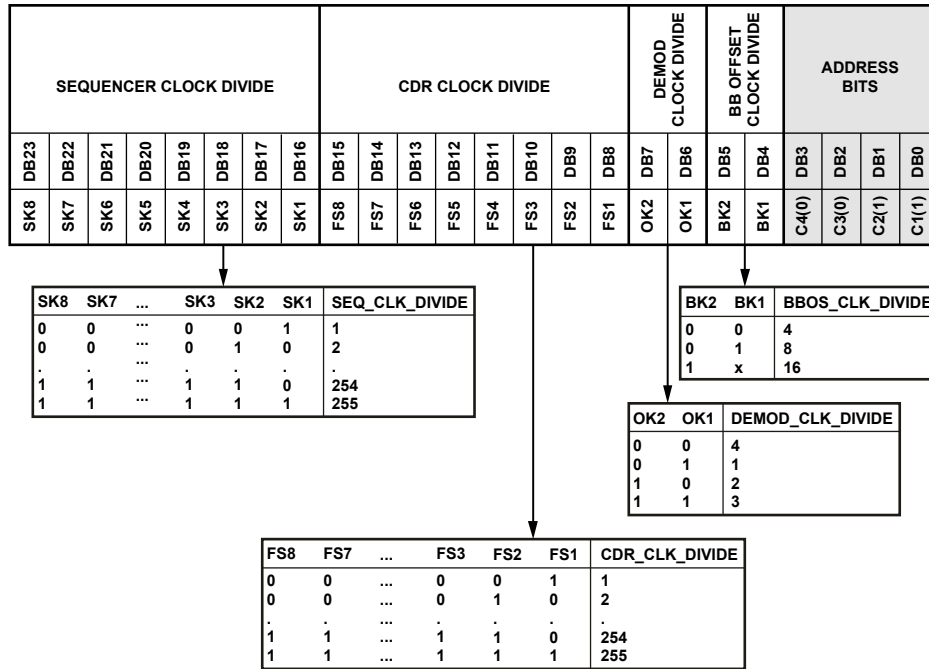 SEQUENCER CLOCK DIVIDE
CDR CLOCK DIVIDE
DEMOD
CLOCK DIVIDE
BB OFFSET
CLOCK DIVIDE
ADDRESS
BITS
DB23 DB22 DB21 DB20 DB19 DB18 DB17 DB16 DB15 DB14 DB13 DB12 DB11 DB10 DB9 DB8 DB7 DB6 DB5 DB4 DB3 DB2 DB1 DB0
SK8 SK7 SK6 SK5 SK4 SK3 SK2 SK1 FS8 FS7 FS6 FS5 FS4 FS3 FS2 FS1 OK2 OK1 BK2 BK1 C4(0) C3(0) C2(1) C1(1)
SK8 SK7 ... SK3 SK2 SK1 SEQ_CLK_DIVIDE
0 0 ... 0 0 1 1
0 0 ... 0 1 0 2
. . ... . . . .
1 1 ... 1 1 0 254
1 1 ... 1 1 1 255
BK2 BK1 BBOS_CLK_DIVIDE
0 0 4
0 1 8
1 x 16
OK2 OK1 DEMOD_CLK_DIVIDE
0 0 4
0 1 1
1 0 2
1 1 3
FS8 FS7 ... FS3 FS2 FS1 CDR_CLK_DIVIDE
0 0 ... 0 0 1 1
0 0 ... 0 1 0 2
. . ... . . . .
1 1 ... 1 1 0 254
1 1 ... 1 1 1 255